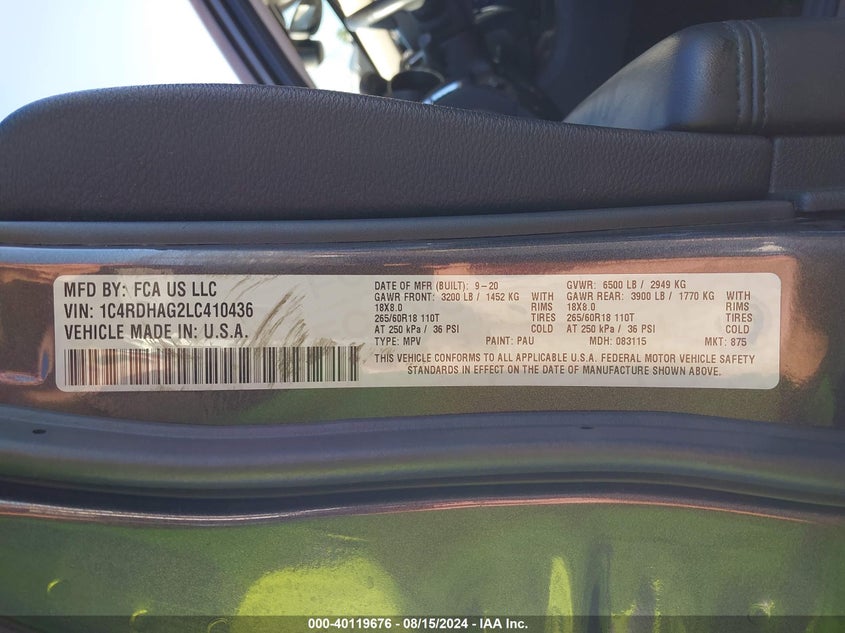 MFD BY: FCA US LLC
VIN: 1C4RDHAG2LC410436
VEHICLE MADE IN: U.S.A.
DATE OF MFR (BUILT): 9-20 GVWR: 6500 LB / 2949 KG
GAWR FRONT: 3200 LB / 1452 KG WITH GAWR REAR: 3900 LB / 1770 KG WITH
18X8.0 RIMS 18X8.0 RIMS
265/60R18 110T TIRES 265/60R18 110T TIRES
AT 250 kPa / 36 PSI COLD AT 250 kPa / 36 PSI COLD
TYPE: MPV PAINT: PAU MDH: 083115 MKT: 875
THIS VEHICLE CONFORMS TO ALL APPLICABLE U.S.A. FEDERAL MOTOR VEHICLE SAFETY
STANDARDS IN EFFECT ON THE DATE OF MANUFACTURE SHOWN ABOVE.
000-40119676 - 08/15/2024 - IAA Inc.